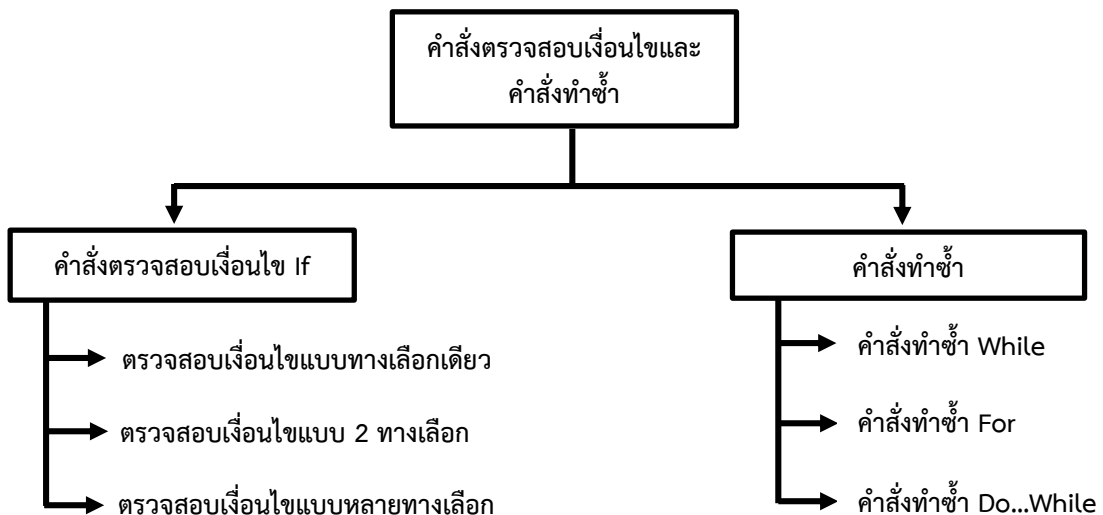 คำสั่งตรวจสอบเงื่อนไขและ
คำสั่งทำซ้ำ
คำสั่งตรวจสอบเงื่อนไข If
ตรวจสอบเงื่อนไขแบบทางเลือกเดียว
ตรวจสอบเงื่อนไขแบบ 2 ทางเลือก
ตรวจสอบเงื่อนไขแบบหลายทางเลือก
คำสั่งทำซ้ำ
คำสั่งทำซ้ำ While
คำสั่งทำซ้ำ For
คำสั่งทำซ้ำ Do...While